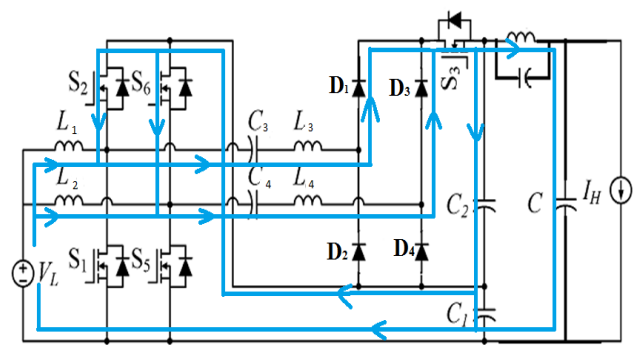 S2 S6 D1 D3 S3
L1 C3 L3
L2 C4 L4
C2 C IH
VL S1 S5 D2 D4
C1